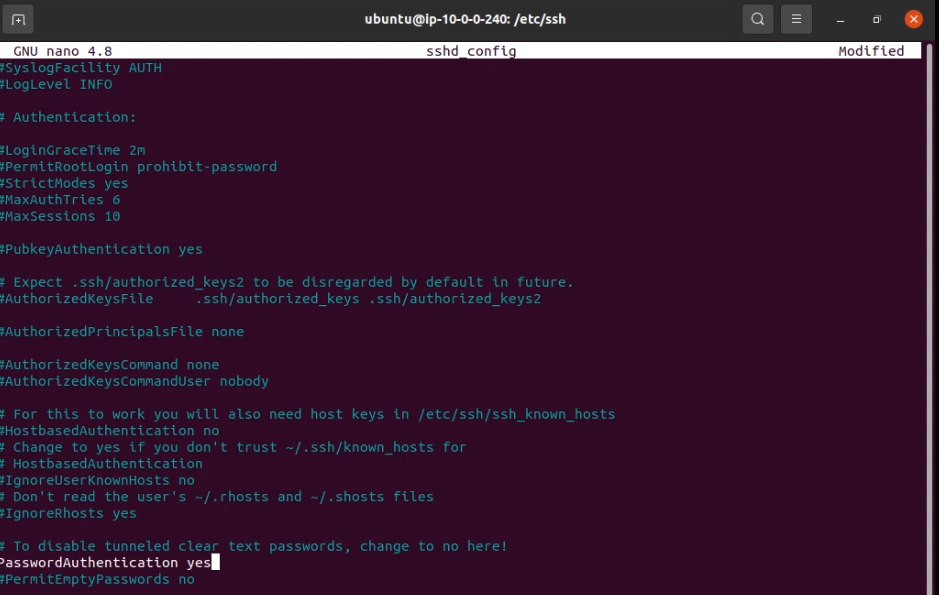 ubuntu@ip-10-0-0-240: /etc/ssh
GNU nano 4.8 sshd_config Modified
#SyslogFacility AUTH
#LogLevel INFO
# Authentication:
#LoginGraceTime 2m
#PermitRootLogin prohibit-password
#StrictModes yes
#MaxAuthTries 6
#MaxSessions 10
#PubkeyAuthentication yes
# Expect .ssh/authorized_keys2 to be disregarded by default in future.
#AuthorizedKeysFile .ssh/authorized_keys .ssh/authorized_keys2
#AuthorizedPrincipalsFile none
#AuthorizedKeysCommand none
#AuthorizedKeysCommandUser nobody
# For this to work you will also need host keys in /etc/ssh/ssh_known_hosts
#HostbasedAuthentication no
# Change to yes if you don't trust ~/.ssh/known_hosts for
# HostbasedAuthentication
#IgnoreUserKnownHosts no
# Don't read the user's ~/.rhosts and ~/.shosts files
#IgnoreRhosts yes
# To disable tunneled clear text passwords, change to no here!
PasswordAuthentication yes
#PermitEmptyPasswords no